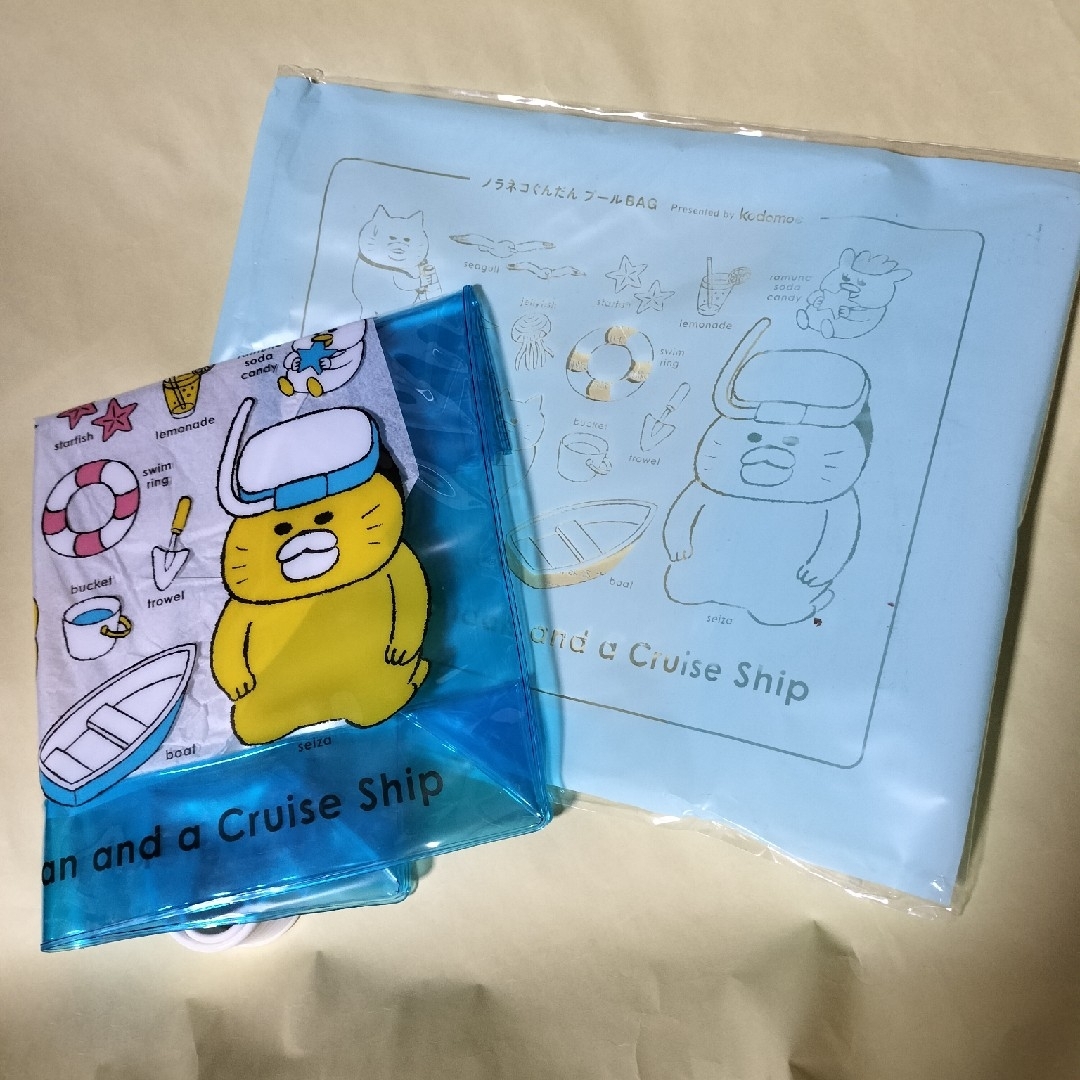 ノラネコぐんだん プールBAG Presented by kodomoe
seagull
jellyfish
starfish
lemonade
ramune
soda
candy
swim
ring
bucket
trowel
boat
seiza
and a Cruise Ship
soda
candy
starfish
lemonade
swim
ring
bucket
trowel
boat
seiza
an and a Cruise Ship